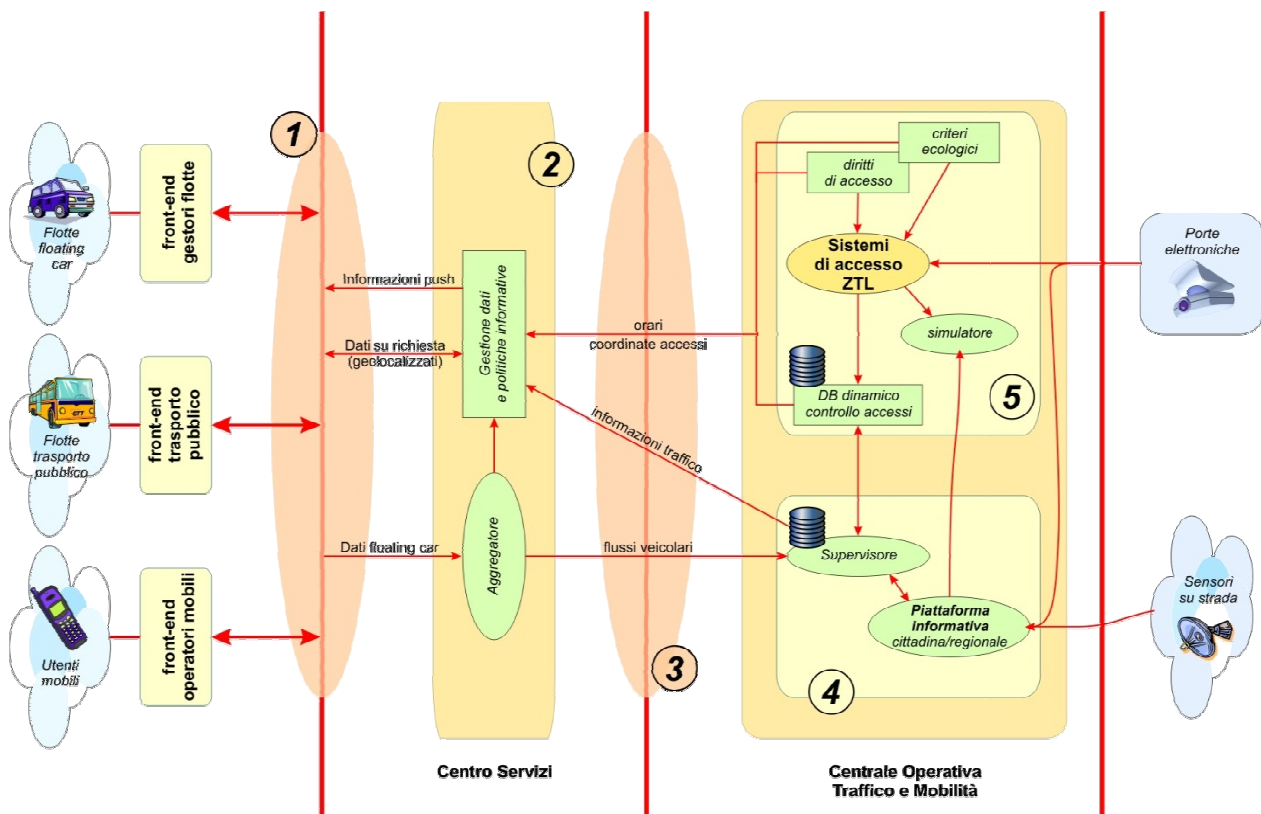 1
2
criteri
ecologici
diritti
di accesso
Flotte
floating
car
front-end
gestori flotte
Porte
elettroniche
Sistemi
di accesso
ZTL
Informazioni push
Gestione dati
e politiche informative
orari
coordinate accessi
simulatore
Dati su richiesta
(geolocalizzati)
DB dinamico
controllo accessi
5
GTT
Flotte
trasporto
pubblico
front-end
trasporto
pubblico
informazioni traffico
Dati floating car
Aggregatore
flussi veicolari
Supervisore
Piattaforma
informativa
cittadina/regionale
Sensori
su strada
Utenti
mobili
front-end
operatori mobili
3
4
Centro Servizi
Centrale Operativa
Traffico e Mobilità